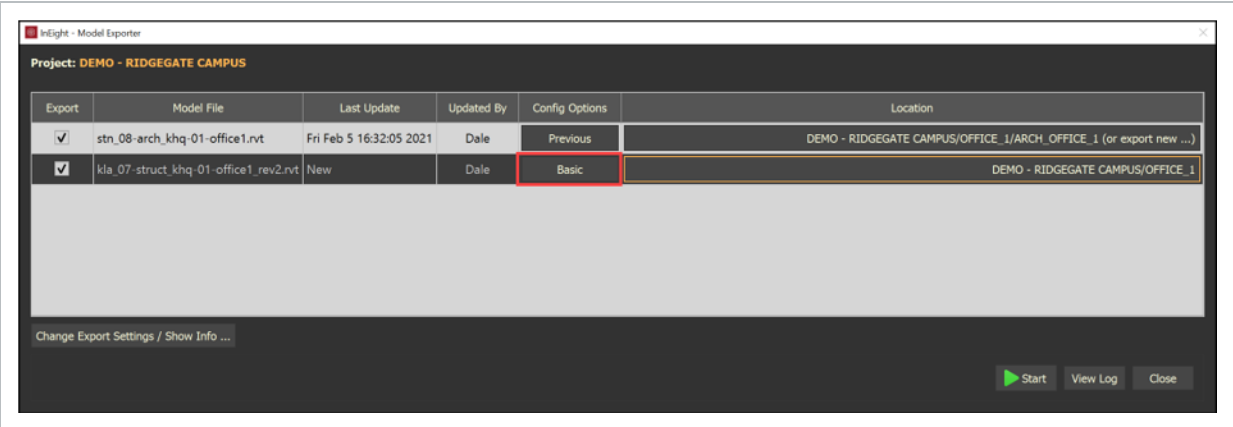 InEight - Model Exporter
Project: DEMO - RIDGEGATE CAMPUS
Export Model File Last Update Updated By Config Options Location
stn_08-arch_khq-01-office1.rvt Fri Feb 5 16:32:05 2021 Dale Previous DEMO - RIDGEGATE CAMPUS/OFFICE_1/ARCH_OFFICE_1 (or export new ...)
kla_07-struct_khq-01-office1_rev2.rvt New Dale Basic DEMO - RIDGEGATE CAMPUS/OFFICE_1
Change Export Settings / Show Info ...
Start View Log Close